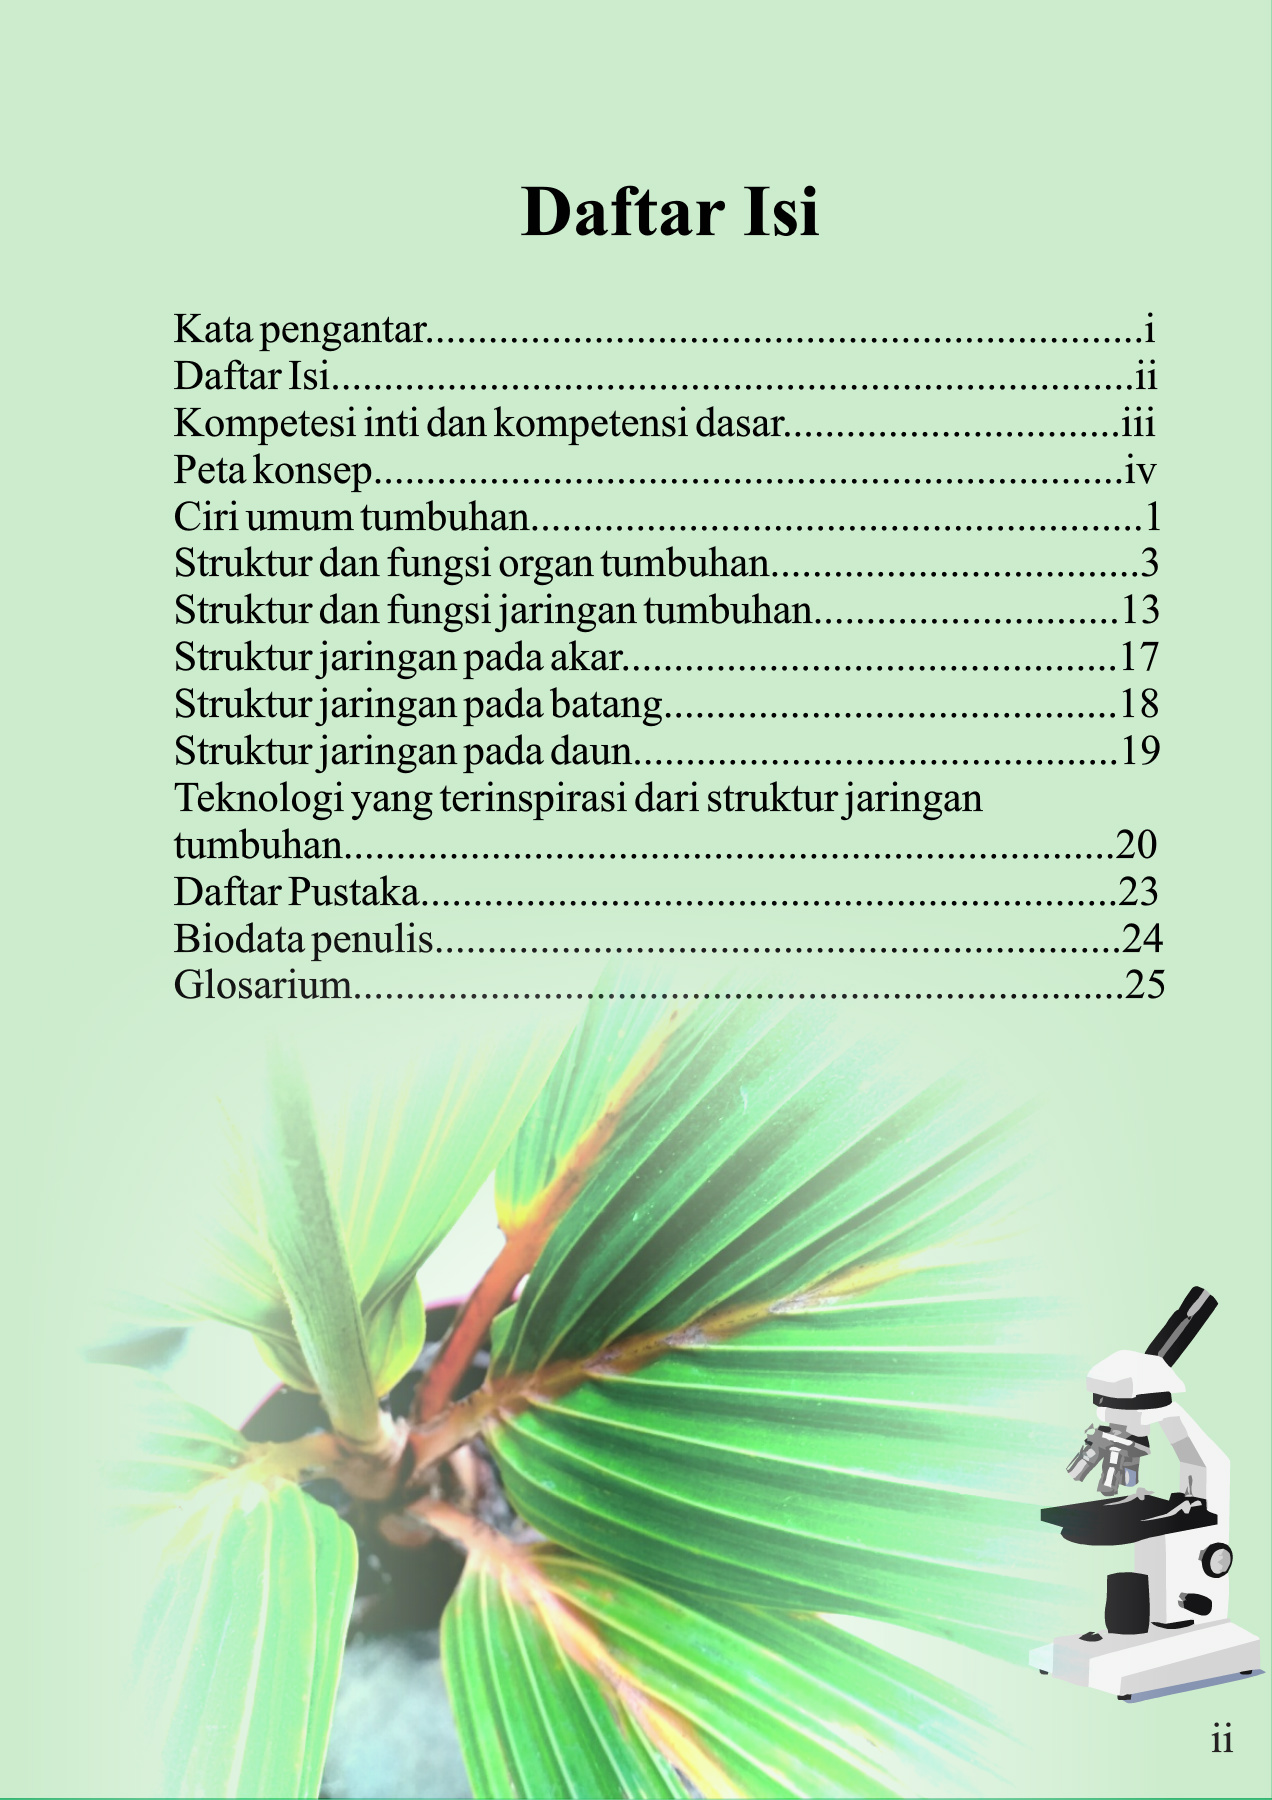 Daftar Isi
Kata pengantar....................................................................i
Daftar Isi............................................................................ii
Kompetesi inti dan kompetensi dasar................................iii
Peta konsep.......................................................................iv
Ciri umum tumbuhan..........................................................1
Struktur dan fungsi organ tumbuhan...................................3
Struktur dan fungsi jaringan tumbuhan.............................13
Struktur jaringan pada akar...............................................17
Struktur jaringan pada batang...........................................18
Struktur jaringan pada daun..............................................19
Teknologi yang terinspirasi dari struktur jaringan
tumbuhan.........................................................................20
Daftar Pustaka..................................................................23
Biodata penulis.................................................................24
Glosarium.........................................................................25
ii